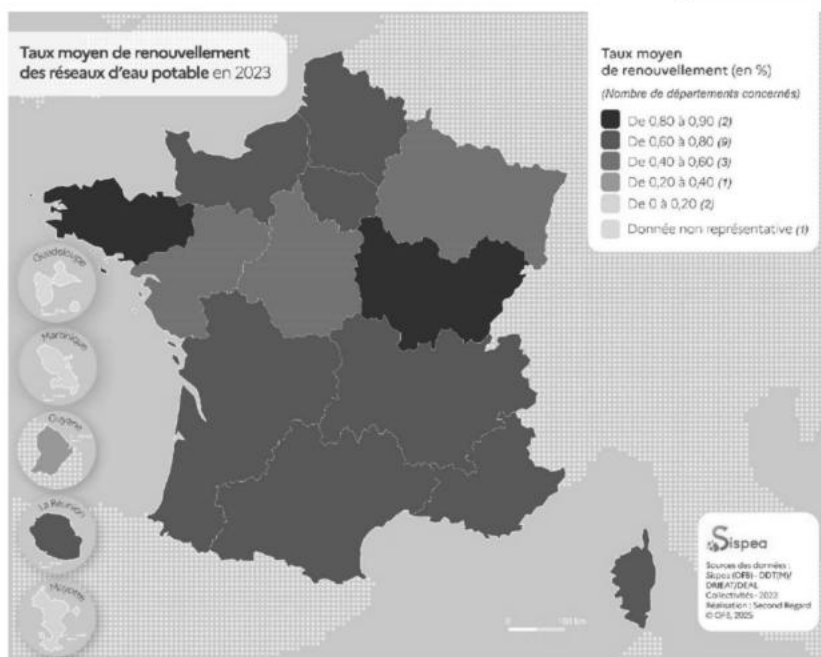 Taux moyen de renouvellement
des réseaux d'eau potable en 2023
Taux moyen
de renouvellement (en %)
(Nombre de départements concernés)
De 0,80 à 0,90 (2)
De 0,60 à 0,80 (9)
De 0,40 à 0,60 (3)
De 0,20 à 0,40 (1)
De 0 à 0,20 (2)
Donnée non représentative (1)
Guadeloupe
Martinique
Guyane
La Réunion
Mayotte
0 100 km
Sispea
Sources des données :
Sispea (OFB) - DDT(M)/
DRIEAT/DEAL
Collectivités - 2023
Réalisation : Second Regard
© OFB, 2025